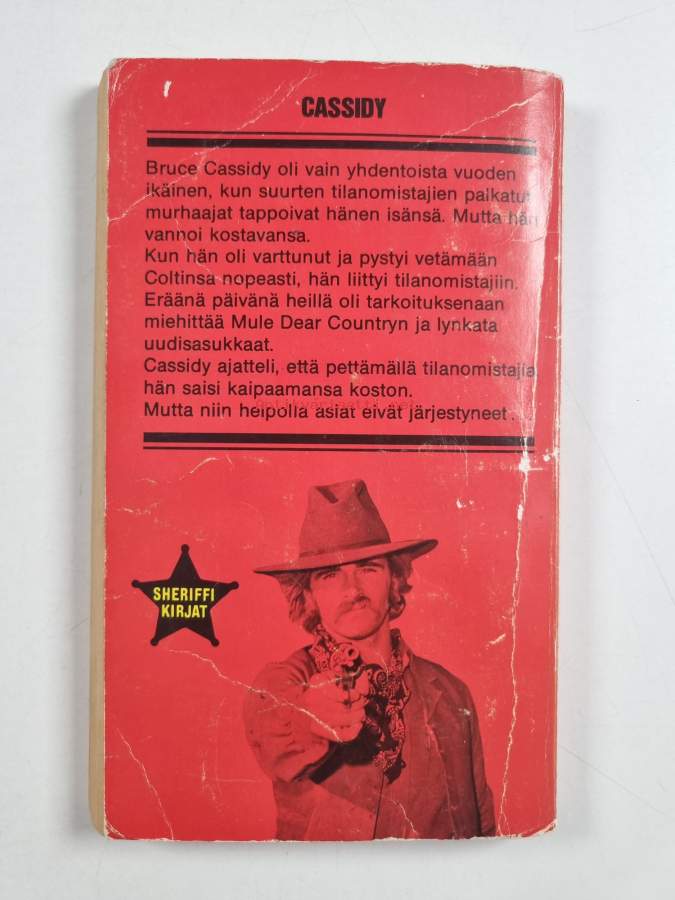 CASSIDY
Bruce Cassidy oli vain yhdentoista vuoden
ikäinen, kun suurten tilanomistajien palkatut
murhaajat tappoivat hänen isänsä. Mutta hän
vannoi kostavansa.
Kun hän oli varttunut ja pystyi vetämään
Coltinsa nopeasti, hän liittyi tilanomistajiin.
Eräänä päivänä heillä oli tarkoituksenaan
miehittää Mule Dear Countryn ja lynkata
uudisasukkaat.
Cassidy ajatteli, että pettämällä tilanomistajia
hän saisi kaipaamansa koston.
Mutta niin helpolla asiat eivät järjestyneet.
SHERIFFI
KIRJAT